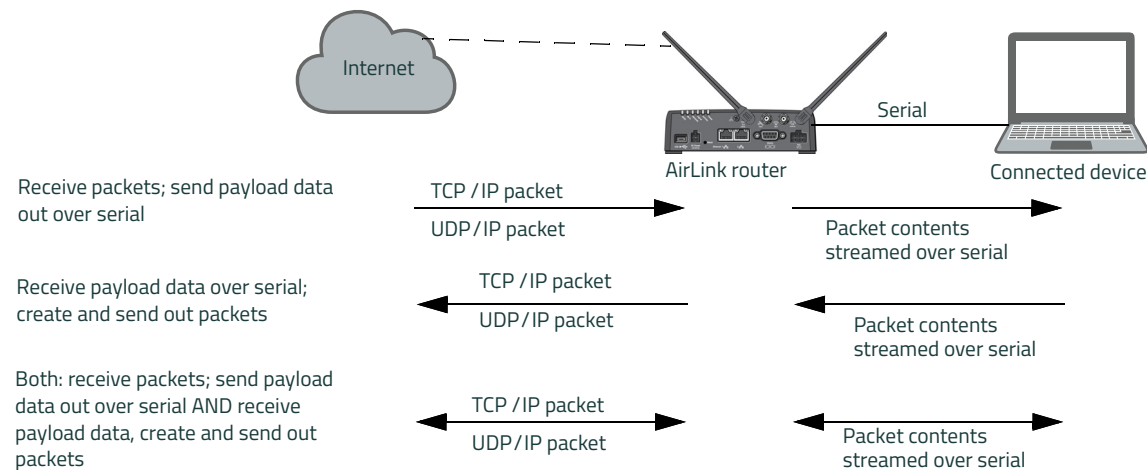 Internet
Serial
AirLink router
Connected device
Receive packets; send payload data
out over serial
TCP /IP packet
UDP/IP packet
Packet contents
streamed over serial
Receive payload data over serial;
create and send out packets
TCP /IP packet
UDP/IP packet
Packet contents
streamed over serial
Both: receive packets; send payload
data out over serial AND receive
payload data, create and send out
packets
TCP /IP packet
UDP/IP packet
Packet contents
streamed over serial